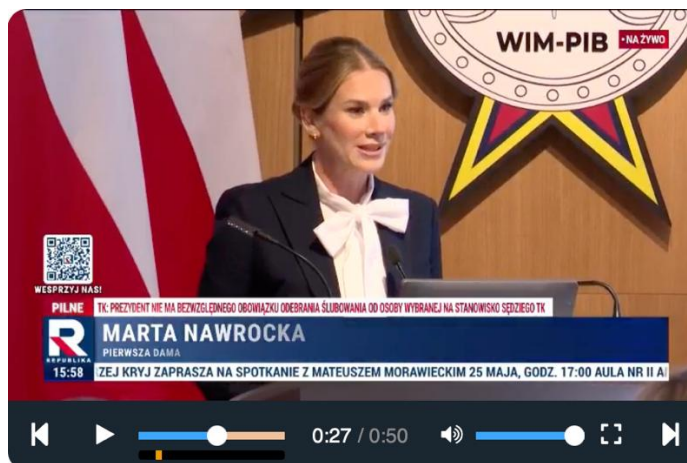 WIM-PIB
• NA ŻYWO
WESPRZYJ NAS!
PILNE
TK: PREZYDENT NIE MA BEZWZGLĘDNEGO OBOWIĄZKU ODEBRANIA ŚLUBOWANIA OD OSOBY WYBRANEJ NA STANOWISKO SĘDZIEGO TK
R
REPUBLIKA
MARTA NAWROCKA
PIERWSZA DAMA
15:58
ZEJ KRYJ ZAPRASZA NA SPOTKANIE Z MATEUSZEM MORAWIECKIM 25 MAJA, GODZ. 17:00 AULA NR II A
0:27 / 0:50